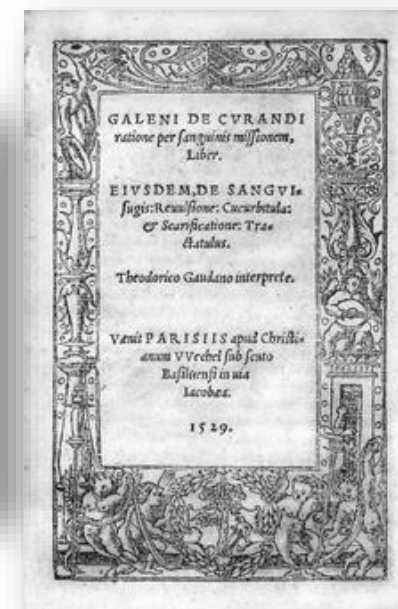 GALENI DE CVRANDI
ratione per sanguinis missionem,
Liber.
EIVSDEM, DE SANGVI-
sugis: Reuulsione: Cucurbitula:
& Scarificatione: Tra-
ctatulus.
Theodorico Gaudano interprete.
Vænit PARISIIS apud Christi-
anum VVechel sub scuto
Basiliensi in uia
Iacobæa.
1529.